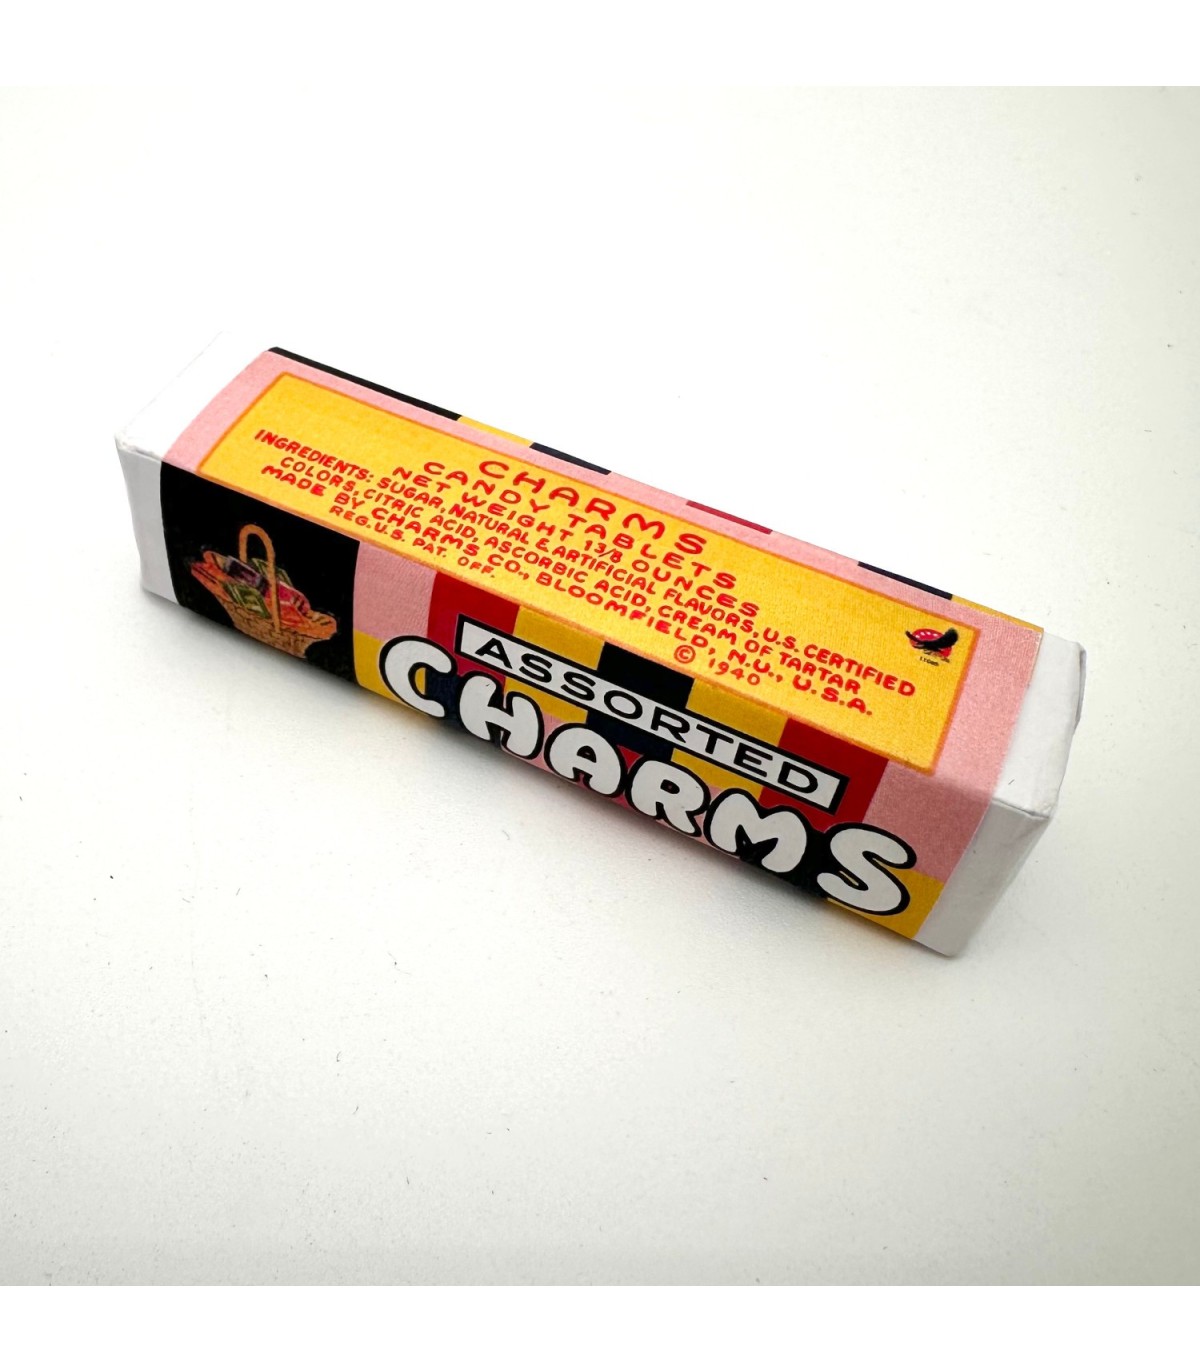 CHARMS
CANDY TABLETS
NET WEIGHT 1 3/8 OUNCES
INGREDIENTS: SUGAR, NATURAL & ARTIFICIAL FLAVORS, U.S. CERTIFIED
COLORS, CITRIC ACID, ASCORBIC ACID, CREAM OF TARTAR
MADE BY CHARMS CO., BLOOMFIELD, N.U., U.S.A.
REG. U.S. PAT. OFF. © 1940
ASSORTED
CHARMS